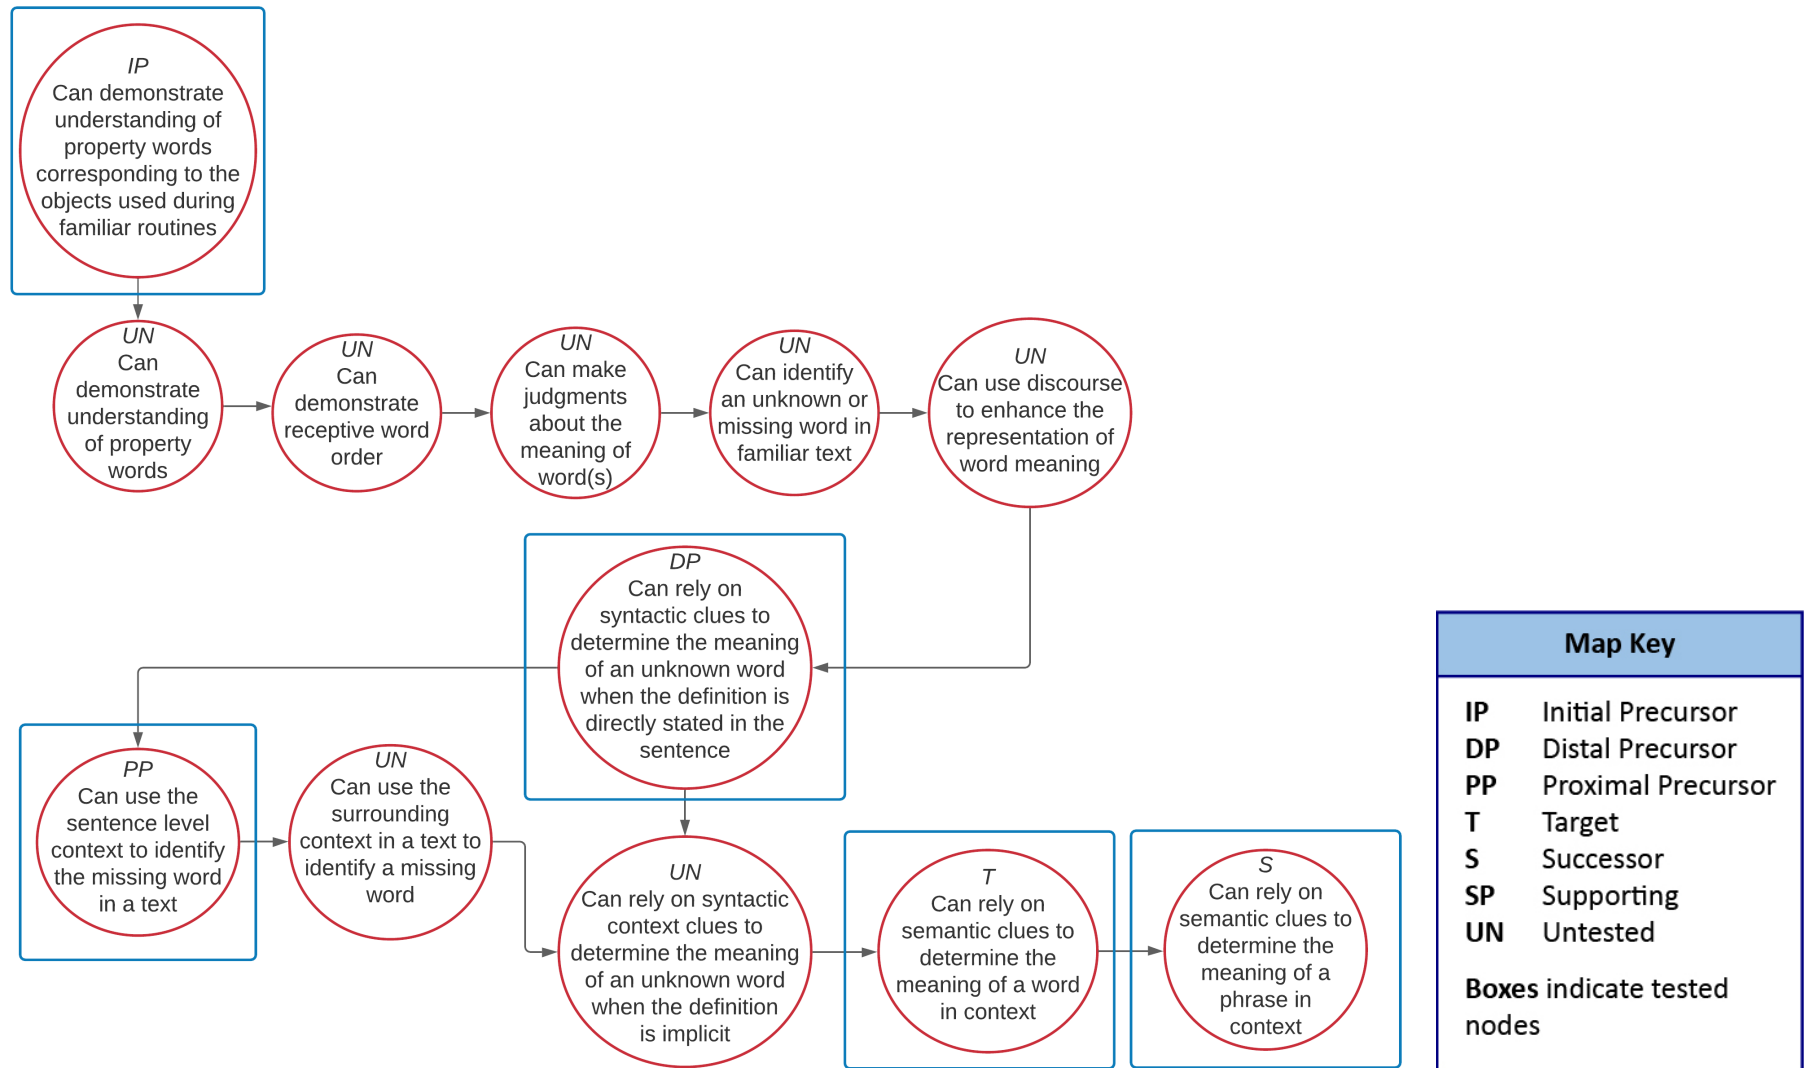 IP
Can demonstrate
understanding of
property words
corresponding to the
objects used during
familiar routines
UN
Can
demonstrate
understanding
of property
words
UN
Can
demonstrate
receptive word
order
UN
Can make
judgments
about the
meaning of
word(s)
UN
Can identify
an unknown or
missing word in
familiar text
UN
Can use discourse
to enhance the
representation of
word meaning
DP
Can rely on
syntactic clues to
determine the meaning
of an unknown word
when the definition is
directly stated in the
sentence
PP
Can use the
sentence level
context to identify
the missing word
in a text
UN
Can use the
surrounding
context in a text to
identify a missing
word
UN
Can rely on syntactic
context clues to
determine the meaning
of an unknown word
when the definition
is implicit
T
Can rely on
semantic clues to
determine the
meaning of a word
in context
S
Can rely on
semantic clues to
determine the
meaning of a
phrase in
context
Map Key
IP Initial Precursor
DP Distal Precursor
PP Proximal Precursor
T Target
S Successor
SP Supporting
UN Untested
Boxes indicate tested
nodes